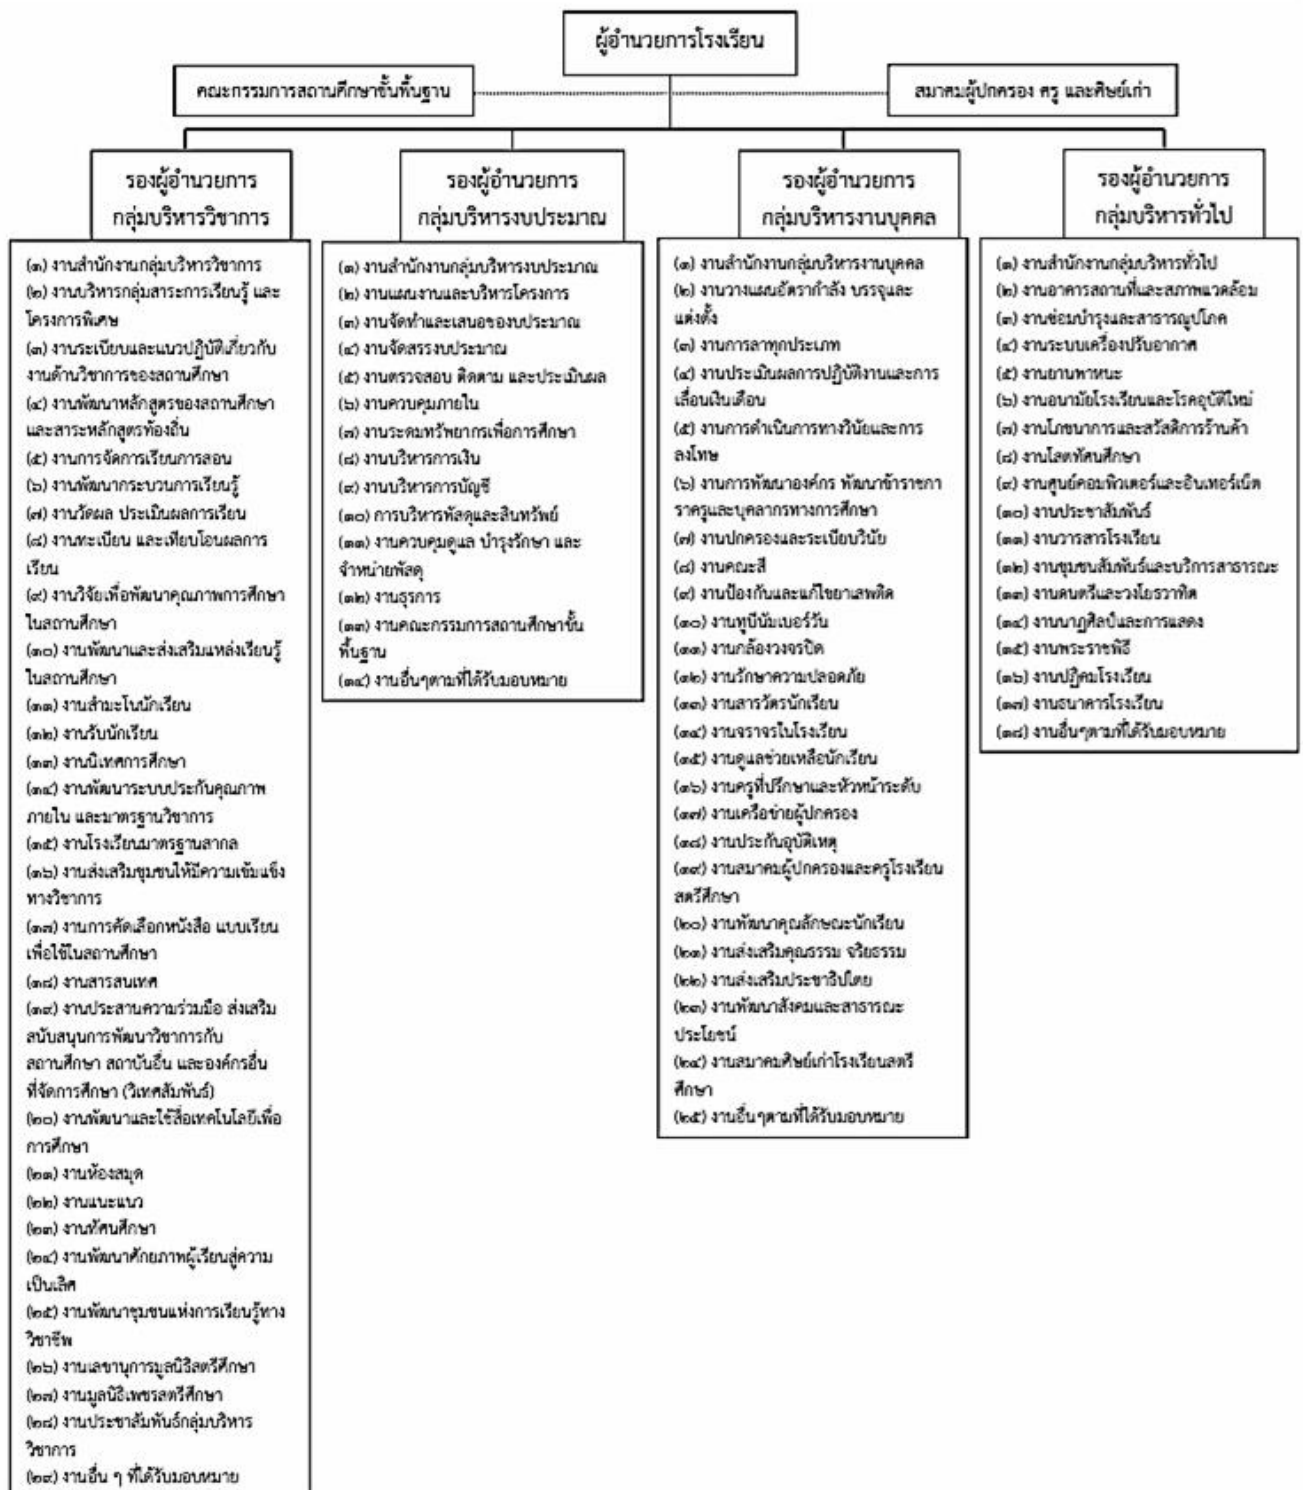 ผู้อำนวยการโรงเรียน
คณะกรรมการสถานศึกษาขั้นพื้นฐาน
สมาคมผู้ปกครอง ครู และศิษย์เก่า
รองผู้อำนวยการ
กลุ่มบริหารวิชาการ
(๑) งานสำนักงานกลุ่มบริหารวิชาการ
(๒) งานบริหารกลุ่มสาระการเรียนรู้ และ
โครงการพิเศษ
(๓) งานระเบียบและแนวปฏิบัติเกี่ยวกับ
งานด้านวิชาการของสถานศึกษา
(๔) งานพัฒนาหลักสูตรของสถานศึกษา
และสาระหลักสูตรท้องถิ่น
(๕) งานการจัดการเรียนการสอน
(๖) งานพัฒนากระบวนการเรียนรู้
(๗) งานวัดผล ประเมินผลการเรียน
(๘) งานทะเบียน และเทียบโอนผลการ
เรียน
(๙) งานวิจัยเพื่อพัฒนาคุณภาพการศึกษา
ในสถานศึกษา
(๑๐) งานพัฒนาและส่งเสริมแหล่งเรียนรู้
ในสถานศึกษา
(๑๑) งานสำมะโนนักเรียน
(๑๒) งานรับนักเรียน
(๑๓) งานนิเทศการศึกษา
(๑๔) งานพัฒนาระบบประกันคุณภาพ
ภายใน และมาตรฐานวิชาการ
(๑๕) งานโรงเรียนมาตรฐานสากล
(๑๖) งานส่งเสริมชุมชนให้มีความเข้มแข็ง
ทางวิชาการ
(๑๗) งานการคัดเลือกหนังสือ แบบเรียน
เพื่อใช้ในสถานศึกษา
(๑๘) งานสารสนเทศ
(๑๙) งานประสานความร่วมมือ ส่งเสริม
สนับสนุนการพัฒนาวิชาการกับ
สถานศึกษา สถาบันอื่น และองค์กรอื่น
ที่จัดการศึกษา (วิเทศสัมพันธ์)
(๒๐) งานพัฒนาและใช้สื่อเทคโนโลยีเพื่อ
การศึกษา
(๒๑) งานห้องสมุด
(๒๒) งานแนะแนว
(๒๓) งานทัศนศึกษา
(๒๔) งานพัฒนาศักยภาพผู้เรียนสู่ความ
เป็นเลิศ
(๒๕) งานพัฒนาชุมชนแห่งการเรียนรู้ทาง
วิชาชีพ
(๒๖) งานเลขานุการมูลนิธิสตรีศึกษา
(๒๗) งานมูลนิธิเพชรสตรีศึกษา
(๒๘) งานประชาสัมพันธ์กลุ่มบริหาร
วิชาการ
(๒๙) งานอื่น ๆ ที่ได้รับมอบหมาย
รองผู้อำนวยการ
กลุ่มบริหารงบประมาณ
(๑) งานสำนักงานกลุ่มบริหารงบประมาณ
(๒) งานแผนงานและบริหารโครงการ
(๓) งานจัดทำและเสนอของบประมาณ
(๔) งานจัดสรรงบประมาณ
(๕) งานตรวจสอบ ติดตาม และประเมินผล
(๖) งานควบคุมภายใน
(๗) งานระดมทรัพยากรเพื่อการศึกษา
(๘) งานบริหารการเงิน
(๙) งานบริหารการบัญชี
(๑๐) การบริหารพัสดุและสินทรัพย์
(๑๑) งานควบคุมดูแล บำรุงรักษา และ
จำหน่ายพัสดุ
(๑๒) งานธุรการ
(๑๓) งานคณะกรรมการสถานศึกษาขั้น
พื้นฐาน
(๑๔) งานอื่นๆตามที่ได้รับมอบหมาย
รองผู้อำนวยการ
กลุ่มบริหารงานบุคคล
(๑) งานสำนักงานกลุ่มบริหารงานบุคคล
(๒) งานวางแผนอัตรากำลัง บรรจุและ
แต่งตั้ง
(๓) งานการลาทุกประเภท
(๔) งานประเมินผลการปฏิบัติงานและการ
เลื่อนเงินเดือน
(๕) งานการดำเนินการทางวินัยและการ
ลงโทษ
(๖) งานการพัฒนาองค์กร พัฒนาข้าราชกา
ราครูและบุคลากรทางการศึกษา
(๗) งานปกครองและระเบียบวินัย
(๘) งานคณะสี
(๙) งานป้องกันและแก้ไขยาเสพติด
(๑๐) งานทูบีนัมเบอร์วัน
(๑๑) งานกล้องวงจรปิด
(๑๒) งานรักษาความปลอดภัย
(๑๓) งานสารวัตรนักเรียน
(๑๔) งานจราจรในโรงเรียน
(๑๕) งานดูแลช่วยเหลือนักเรียน
(๑๖) งานครูที่ปรึกษาและหัวหน้าระดับ
(๑๗) งานเครือข่ายผู้ปกครอง
(๑๘) งานประกันอุบัติเหตุ
(๑๙) งานสมาคมผู้ปกครองและครูโรงเรียน
สตรีศึกษา
(๒๐) งานพัฒนาคุณลักษณะนักเรียน
(๒๑) งานส่งเสริมคุณธรรม จริยธรรม
(๒๒) งานส่งเสริมประชาธิปไตย
(๒๓) งานพัฒนาสังคมและสาธารณะ
ประโยชน์
(๒๔) งานสมาคมศิษย์เก่าโรงเรียนสตรี
ศึกษา
(๒๕) งานอื่นๆตามที่ได้รับมอบหมาย
รองผู้อำนวยการ
กลุ่มบริหารทั่วไป
(๑) งานสำนักงานกลุ่มบริหารทั่วไป
(๒) งานอาคารสถานที่และสภาพแวดล้อม
(๓) งานซ่อมบำรุงและสาธารณูปโภค
(๔) งานระบบเครื่องปรับอากาศ
(๕) งานยานพาหนะ
(๖) งานอนามัยโรงเรียนและโรคอุบัติใหม่
(๗) งานโภชนาการและสวัสดิการร้านค้า
(๘) งานโสตทัศนศึกษา
(๙) งานศูนย์คอมพิวเตอร์และอินเทอร์เน็ต
(๑๐) งานประชาสัมพันธ์
(๑๑) งานวารสารโรงเรียน
(๑๒) งานชุมชนสัมพันธ์และบริการสาธารณะ
(๑๓) งานดนตรีและวงโยธวาทิต
(๑๔) งานนาฏศิลป์และการแสดง
(๑๕) งานพระราชพิธี
(๑๖) งานปฏิคมโรงเรียน
(๑๗) งานธนาคารโรงเรียน
(๑๘) งานอื่นๆตามที่ได้รับมอบหมาย